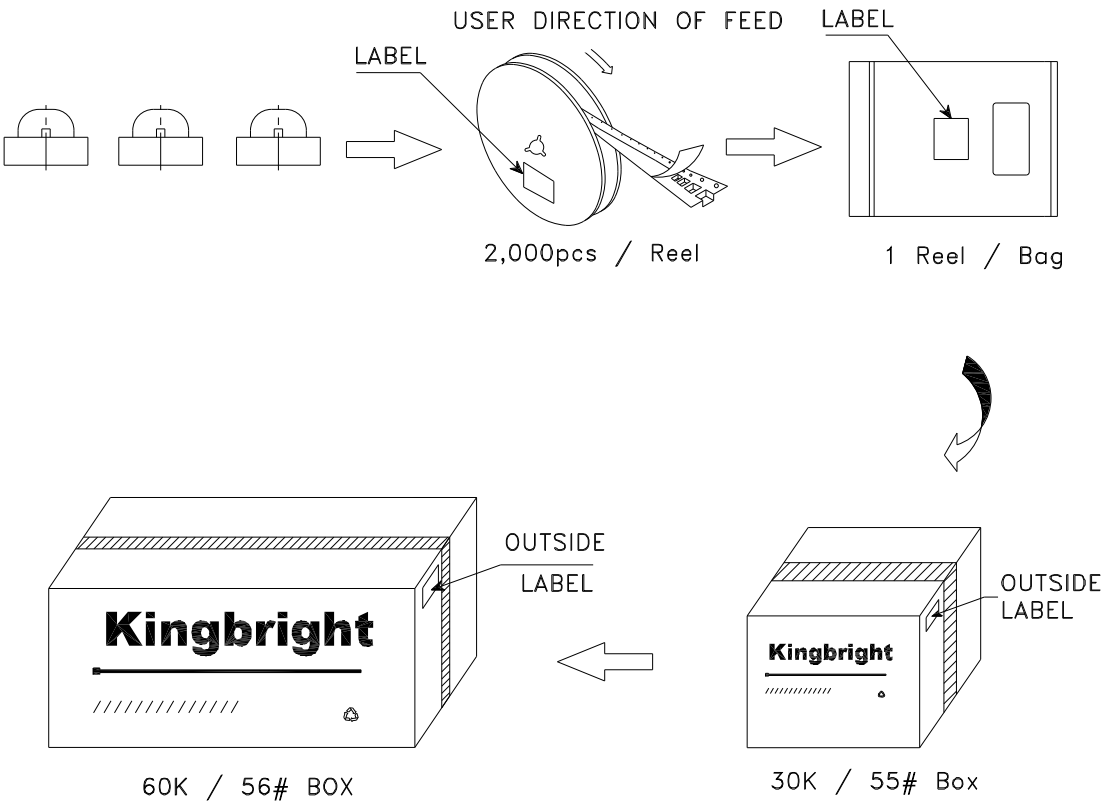 USER DIRECTION OF FEED
LABEL
LABEL
2,000pcs / Reel
1 Reel / Bag
OUTSIDE
LABEL
OUTSIDE
LABEL
Kingbright
Kingbright
60K / 56# BOX
30K / 55# Box